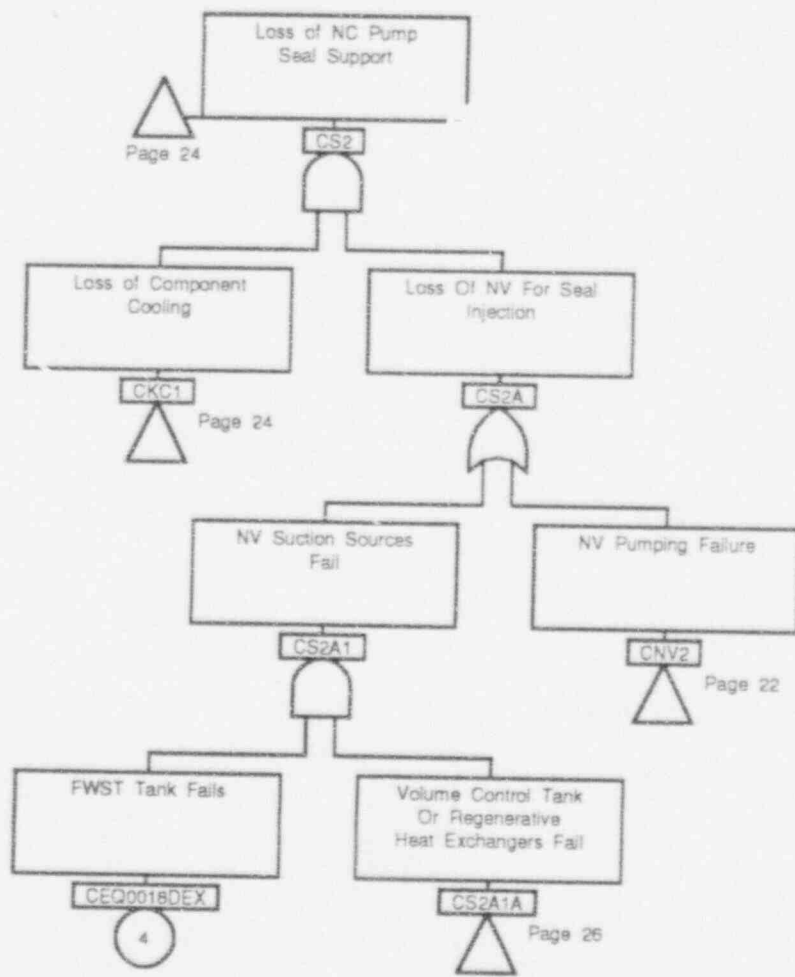 Loss of NC Pump
Seal Support
Page 24
CS2
Loss of Component
Cooling
Loss Of NV For Seal
Injection
CKC1
Page 24
CS2A
NV Suction Sources
Fail
NV Pumping Failure
CS2A1
CNV2
Page 22
FWST Tank Fails
Volume Control Tank
Or Regenerative
Heat Exchangers Fail
CEQ0018DEX
4
CS2A1A
Page 26